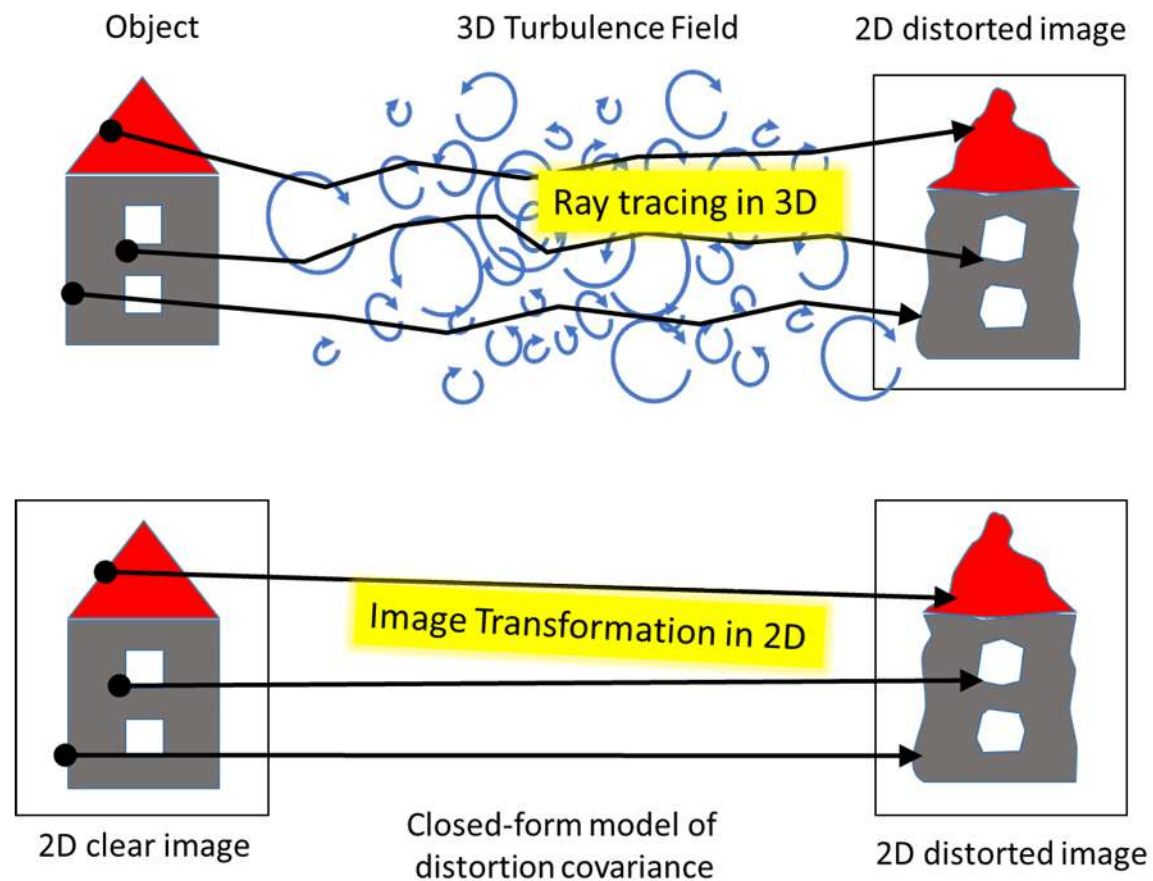 Object
3D Turbulence Field
2D distorted image
Ray tracing in 3D
Image Transformation in 2D
2D clear image
Closed-form model of
distortion covariance
2D distorted image